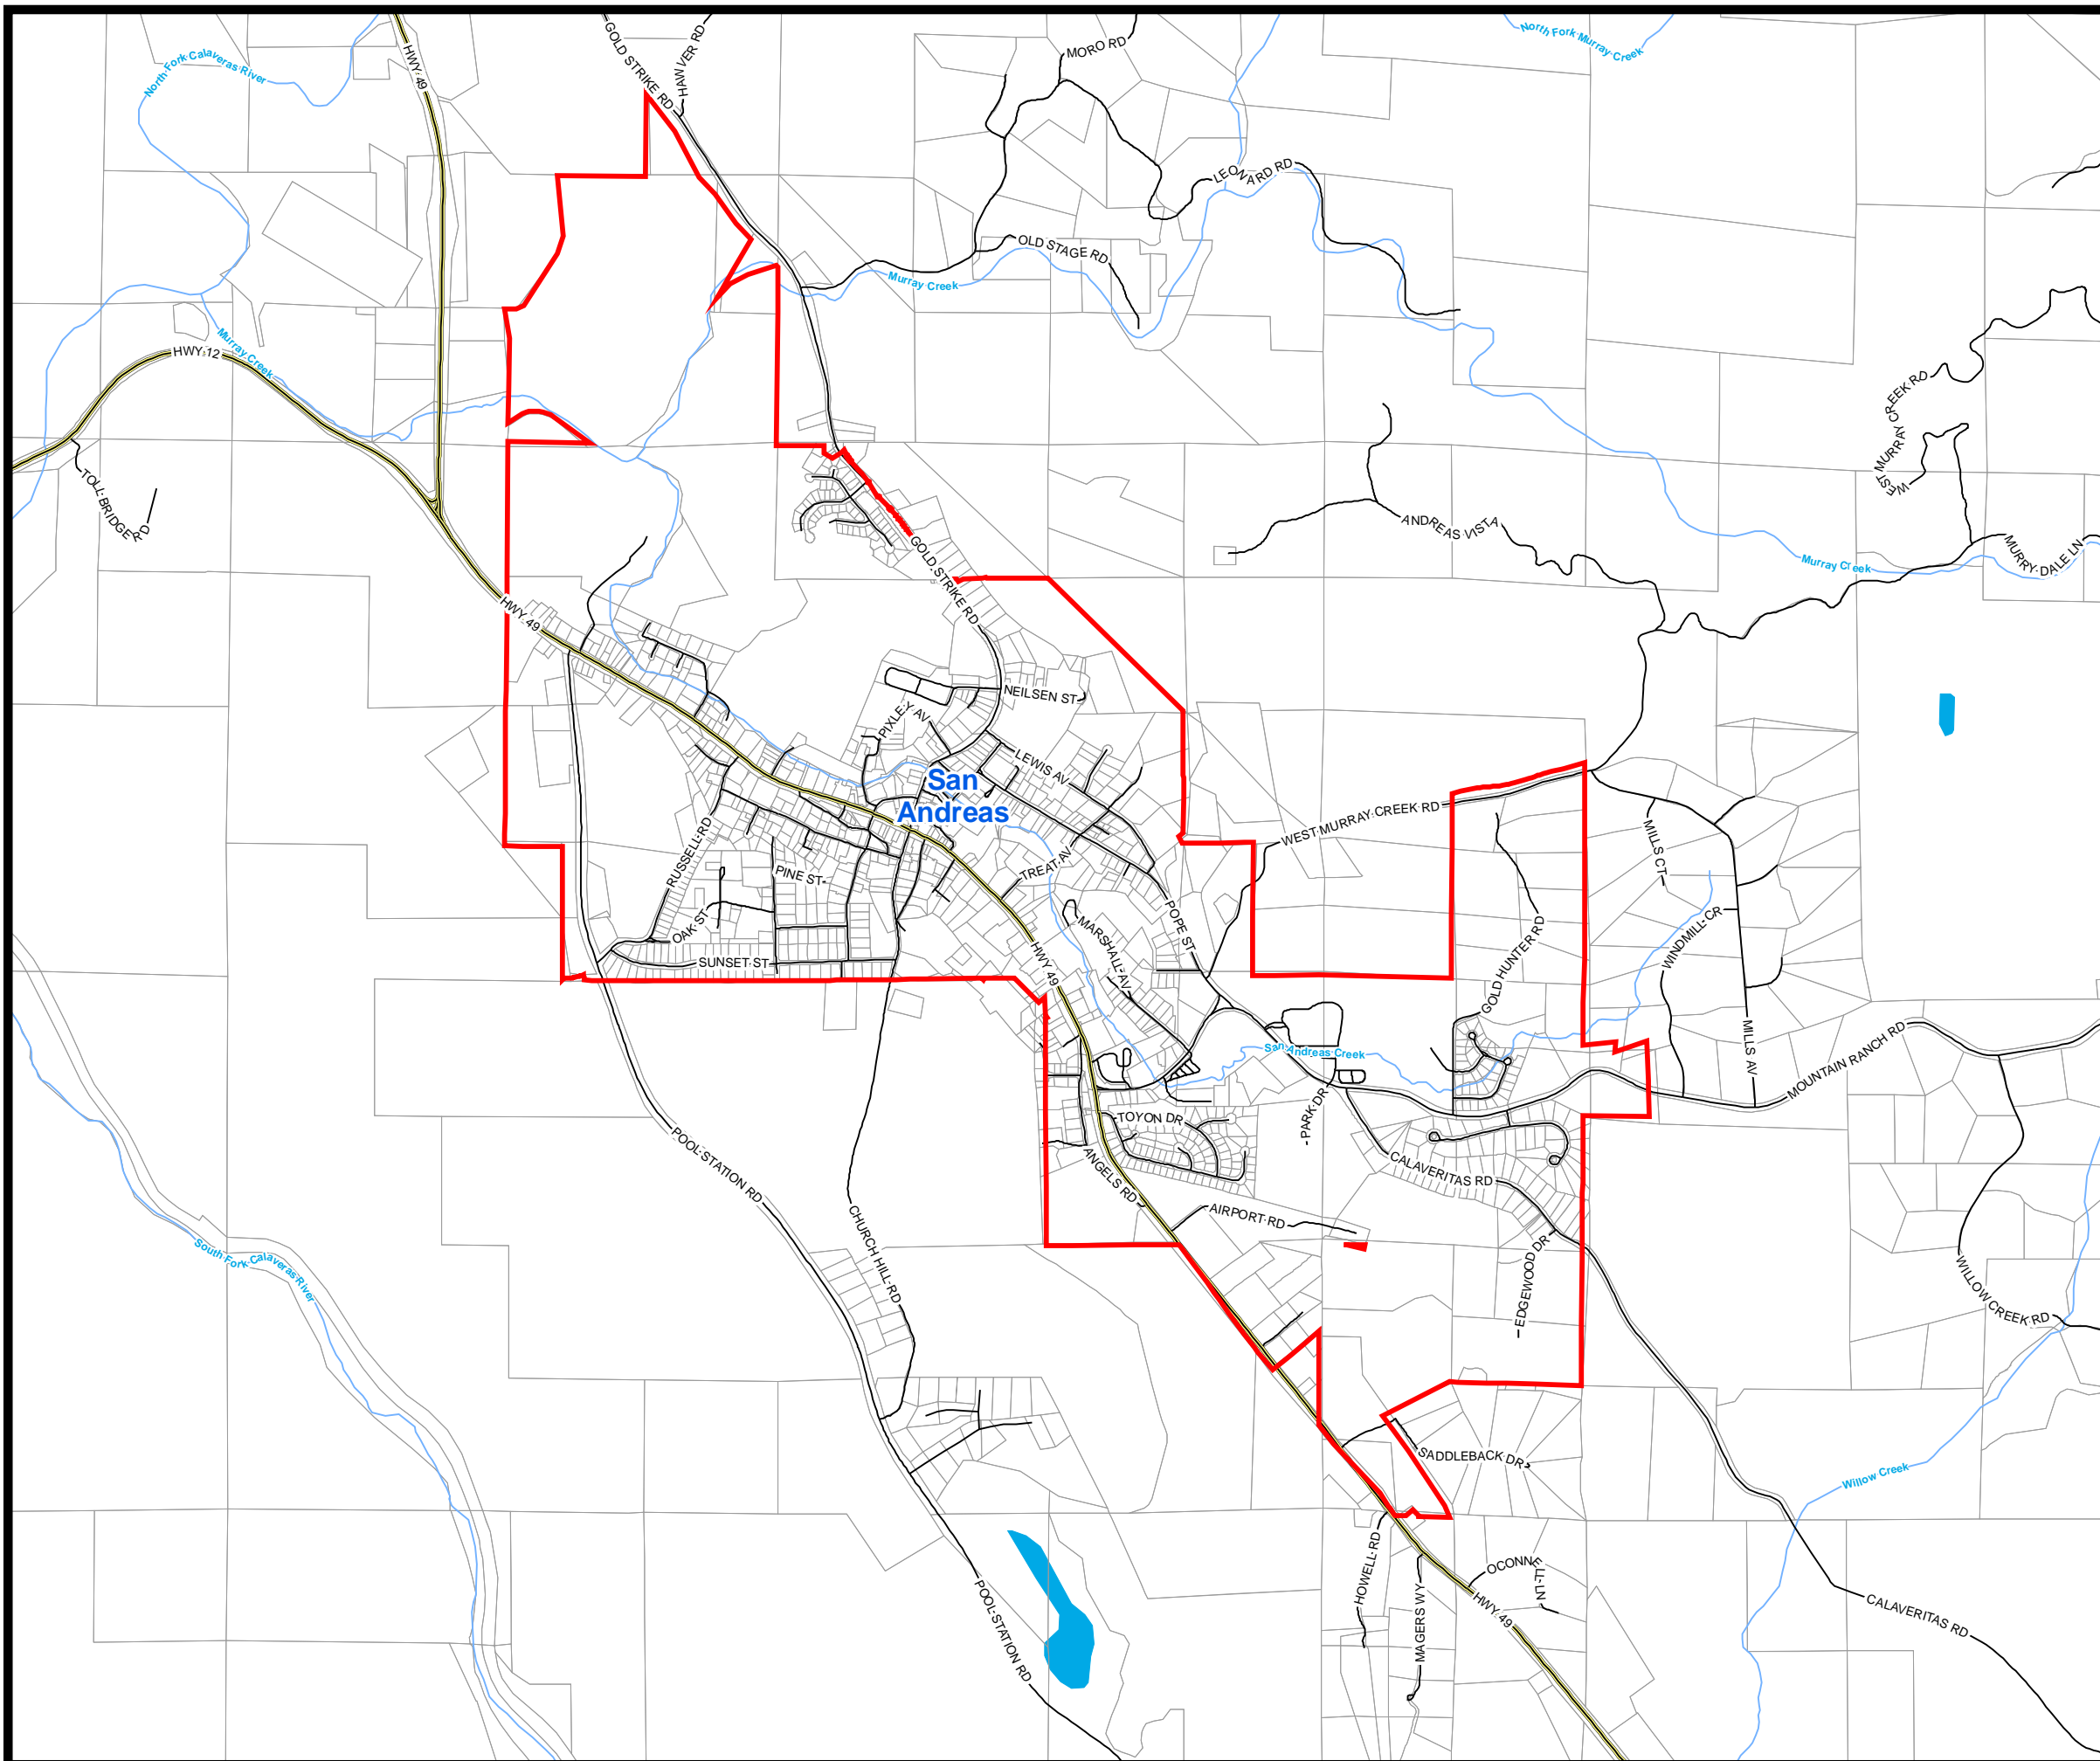 North Fork Calaveras River
HWY 49
GOLD STRIKE RD
HAWVER RD
MORO RD
North Fork Murray Creek
LEONARD RD
OLD STAGE RD
Murray Creek
HWY 12
Murray Creek
WEST MURRAY CREEK RD
TOLL BRIDGE RD
ANDREAS VISTA
MURRY DALE LN
Murray Creek
HWY 49
GOLD STRIKE RD
NEILSEN ST
PIXLEY AV
LEWIS AV
San
Andreas
WEST MURRAY CREEK RD
MILLS CT
RUSSELL RD
PINE ST
TREAT AV
OAK ST
POPE ST
MARSHALL AV
GOLD HUNTER RD
WINDMILL CR
SUNSET ST
HWY 49
San Andreas Creek
MILLS AV
MOUNTAIN RANCH RD
PARK DR
TOYON DR
POOL STATION RD
ANGELS RD
CALAVERITAS RD
AIRPORT RD
CHURCH HILL RD
EDGEWOOD DR
South Fork Calaveras River
WILLOW CREEK RD
SADDLEBACK DR
Willow Creek
HOWELL RD
OCONNELL LN
MAGERS WY
HWY 49
POOL STATION RD
CALAVERITAS RD